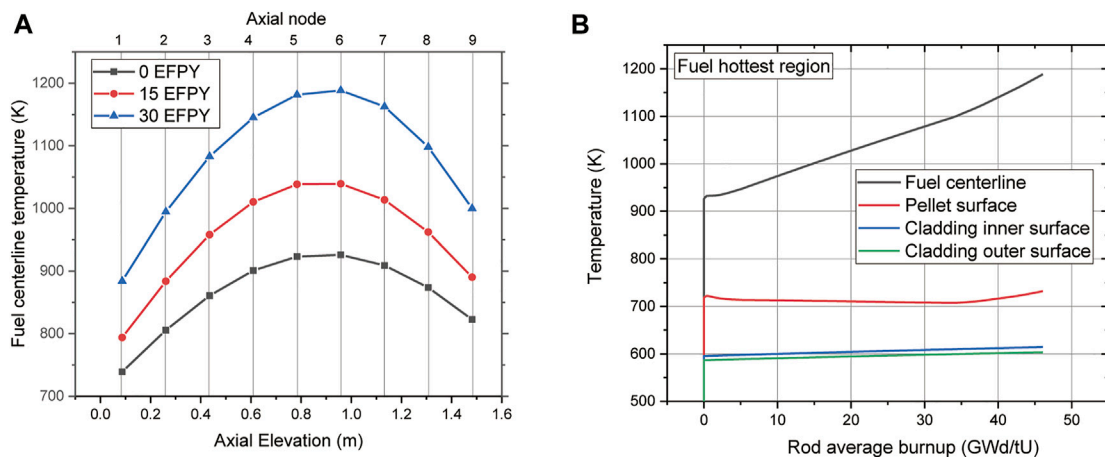 A
Axial node
1 2 3 4 5 6 7 8 9
Fuel centerline temperature (K)
1200
1100
1000
900
800
700
0 EFPY
15 EFPY
30 EFPY
0.0 0.2 0.4 0.6 0.8 1.0 1.2 1.4 1.6
Axial Elevation (m)
B
Temperature (K)
1200
1100
1000
900
800
700
600
500
Fuel hottest region
Fuel centerline
Pellet surface
Cladding inner surface
Cladding outer surface
0 10 20 30 40 50
Rod average burnup (GWd/tU)